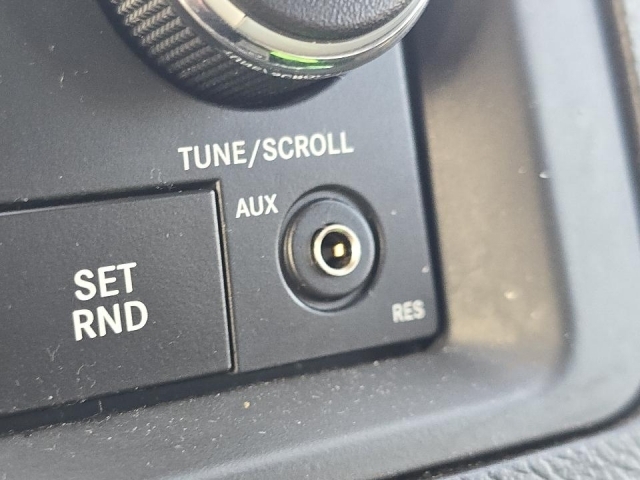 TUNE/SCROLL
AUX
SET
RND
RES